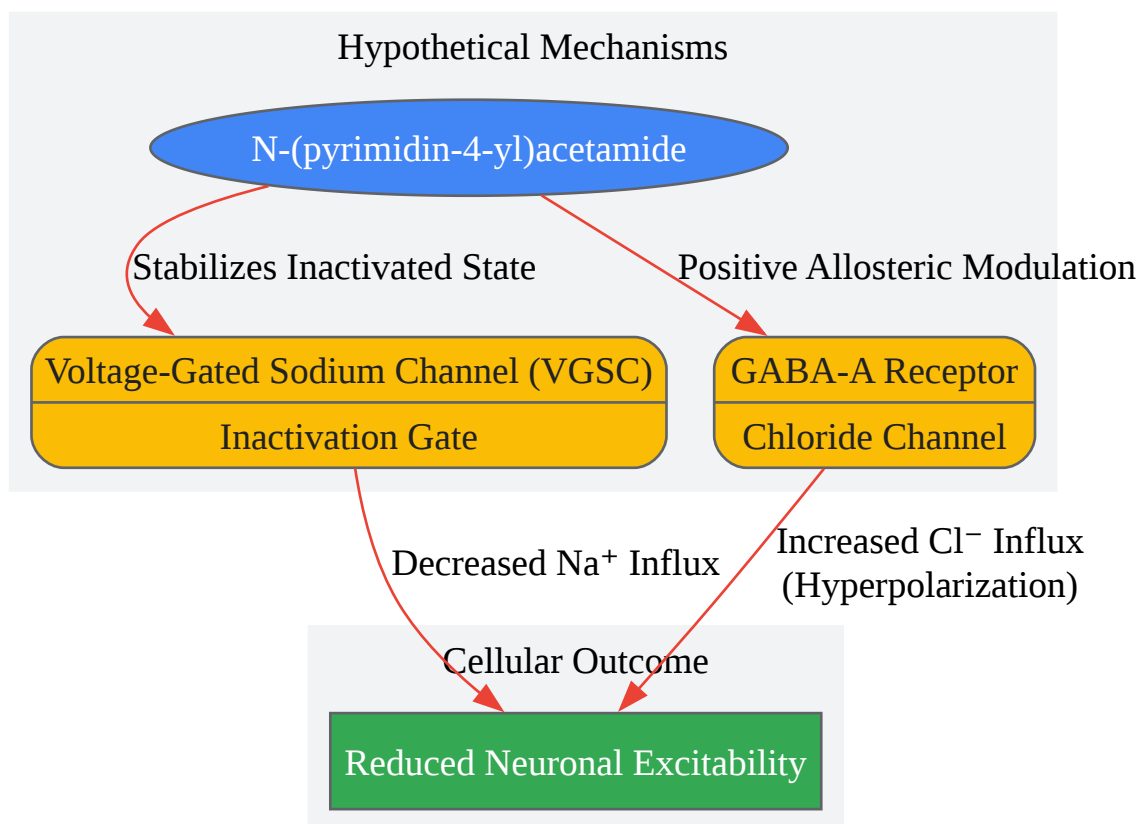 Hypothetical Mechanisms
N-(pyrimidin-4-yl)acetamide
Stabilizes Inactivated State
Positive Allosteric Modulation
Voltage-Gated Sodium Channel (VGSC)
Inactivation Gate
GABA-A Receptor
Chloride Channel
Decreased Na⁺ Influx
Increased Cl⁻ Influx
(Hyperpolarization)
Cellular Outcome
Reduced Neuronal Excitability